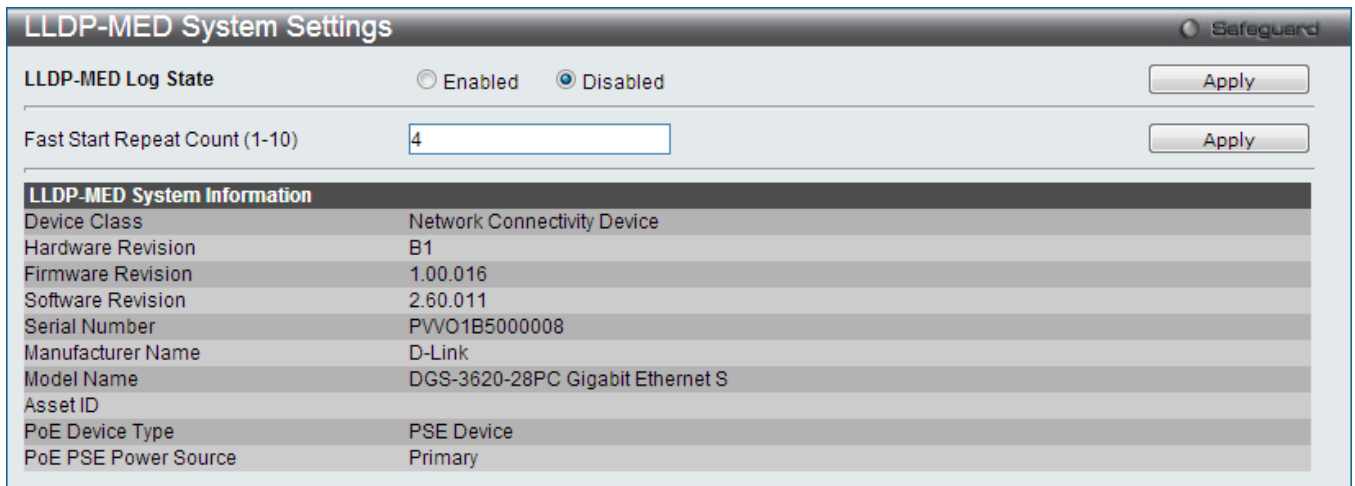 LLDP-MED System Settings
Safeguard
LLDP-MED Log State Enabled Disabled Apply
Fast Start Repeat Count (1-10) 4 Apply
LLDP-MED System Information
Device Class Network Connectivity Device
Hardware Revision B1
Firmware Revision 1.00.016
Software Revision 2.60.011
Serial Number PVVO1B5000008
Manufacturer Name D-Link
Model Name DGS-3620-28PC Gigabit Ethernet S
Asset ID
PoE Device Type PSE Device
PoE PSE Power Source Primary